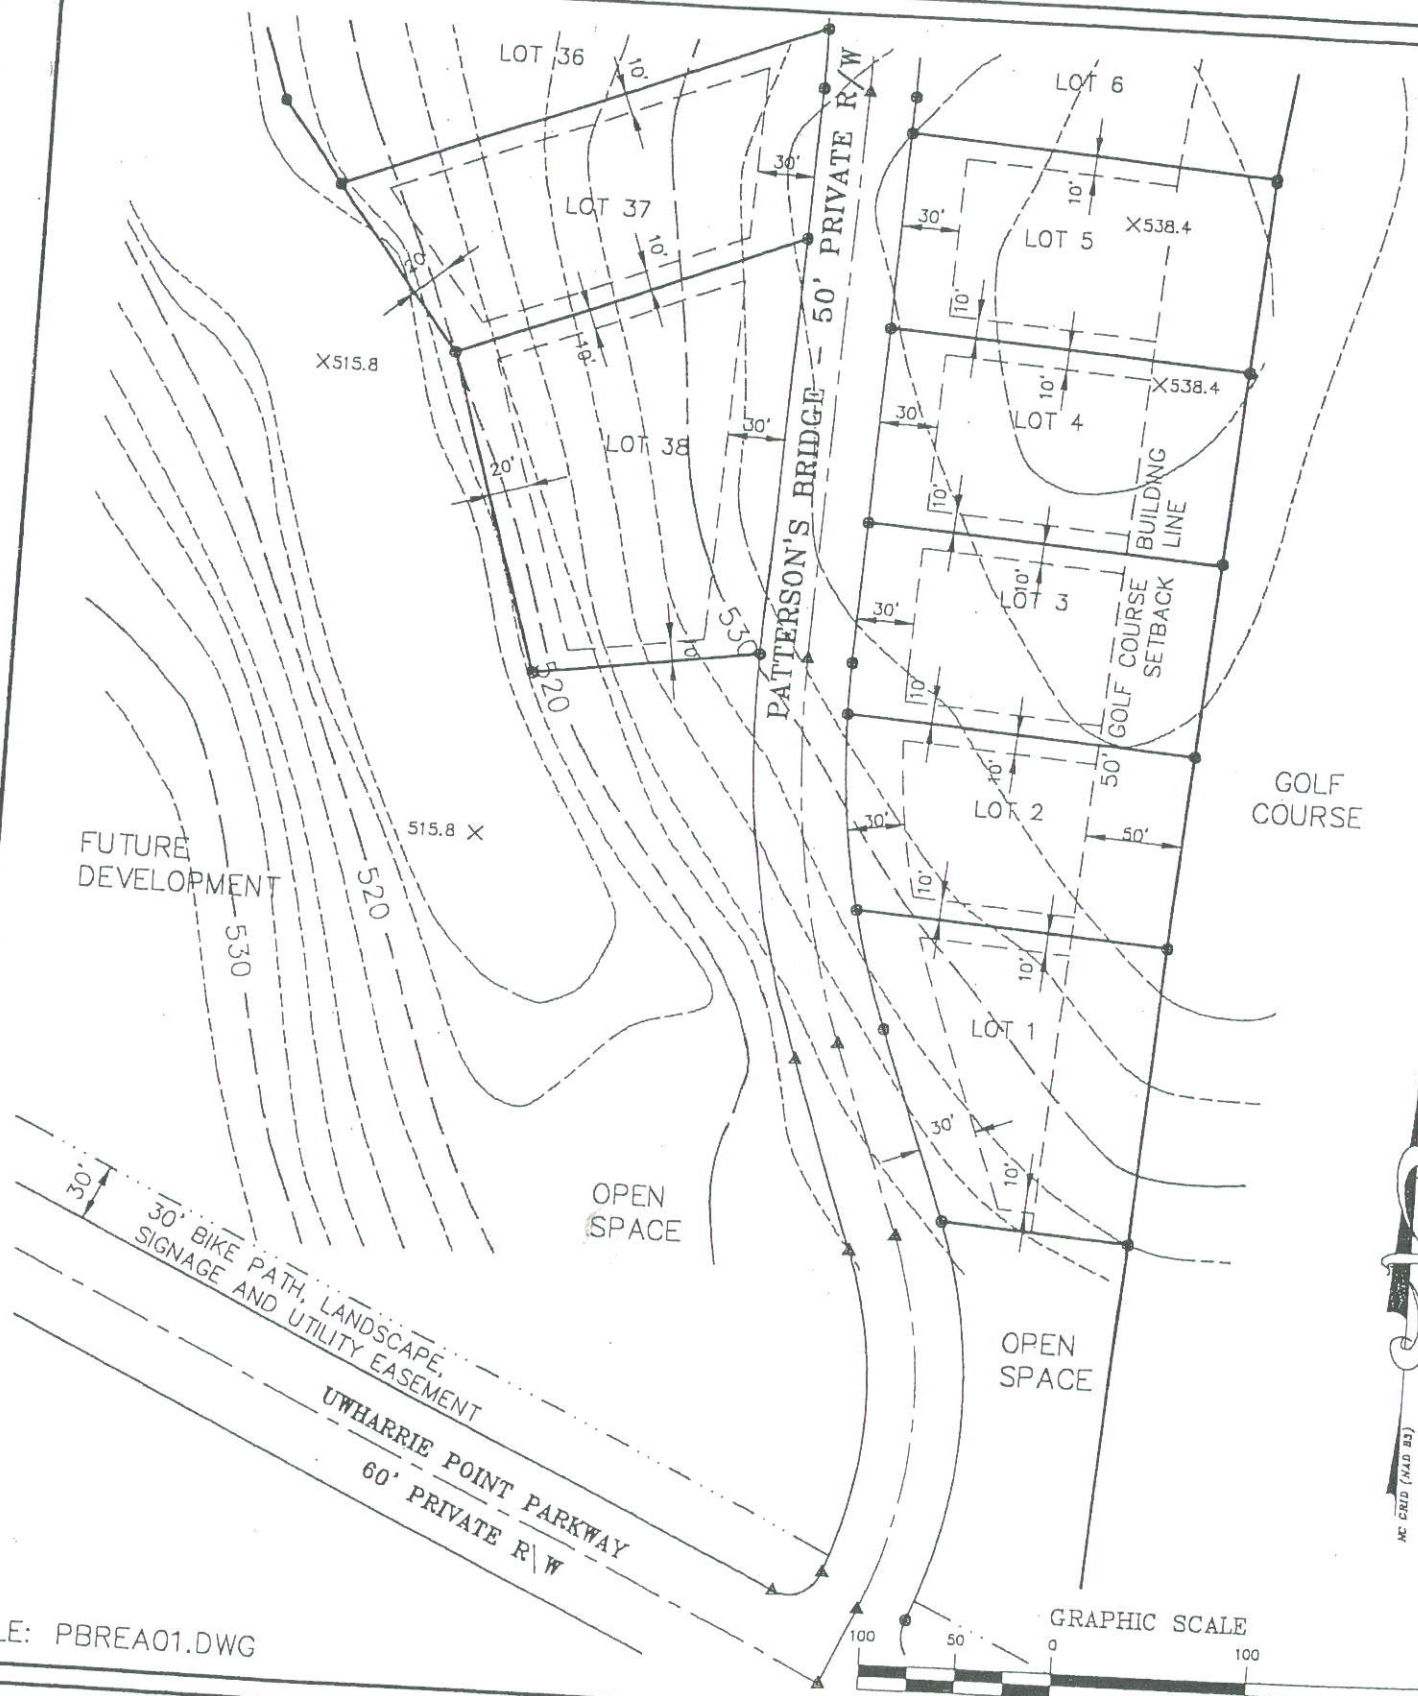 LOT 36
10'
LOT 6
30'
10'
LOT 37
30'
LOT 5
X538.4
10'
20'
10'
10'
X515.8
10'
X538.4
LOT 4
30'
30'
LOT 38
20'
10'
BUILDING
LINE
10'
LOT 3
30'
GOLF COURSE
SETBACK
50'
530
10'
10'
520
PATTERSON'S BRIDGE - 50' PRIVATE R/W
10'
GOLF
COURSE
LOT 2
30'
50'
515.8 X
FUTURE
DEVELOPMENT
520
530
10'
10'
LOT 1
30'
10'
30'
OPEN
SPACE
30' BIKE PATH, LANDSCAPE,
SIGNAGE AND UTILITY EASEMENT
OPEN
SPACE
UWHARRIE POINT PARKWAY
60' PRIVATE R\W
NC GRID (NAD 83)
GRAPHIC SCALE
LE: PBREA01.DWG
100
50
0
100